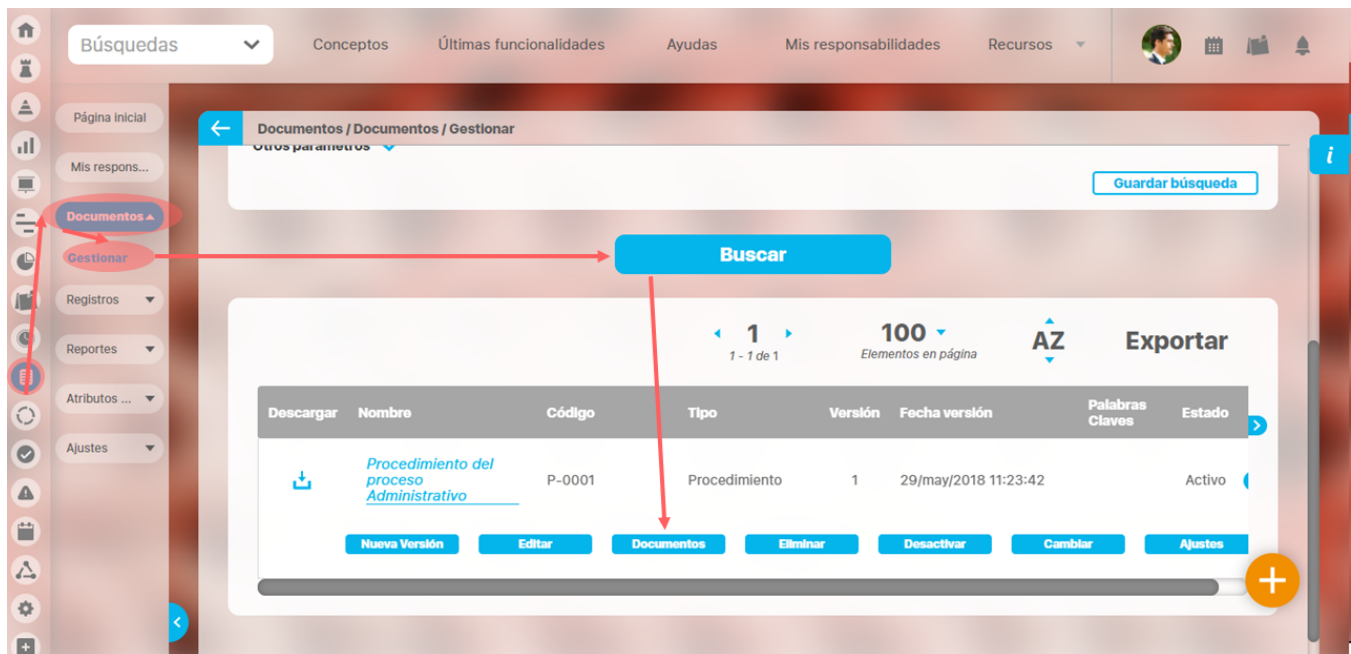 Búsquedas
Conceptos
Últimas funcionalidades
Ayudas
Mis responsabilidades
Recursos
Página inicial
Mis respons...
Documentos
Gestionar
Registros
Reportes
Atributos ...
Ajustes
Documentos / Documentos / Gestionar
Otros parámetros
i
Guardar búsqueda
Buscar
1
1 - 1 de 1
100
Elementos en página
AZ
Exportar
Descargar Nombre Código Tipo Versión Fecha versión Palabras Claves Estado
Procedimiento del
proceso
Administrativo
P-0001 Procedimiento 1 29/may/2018 11:23:42 Activo
Nueva Versión Editar Documentos Eliminar Desactivar Cambiar Ajustes